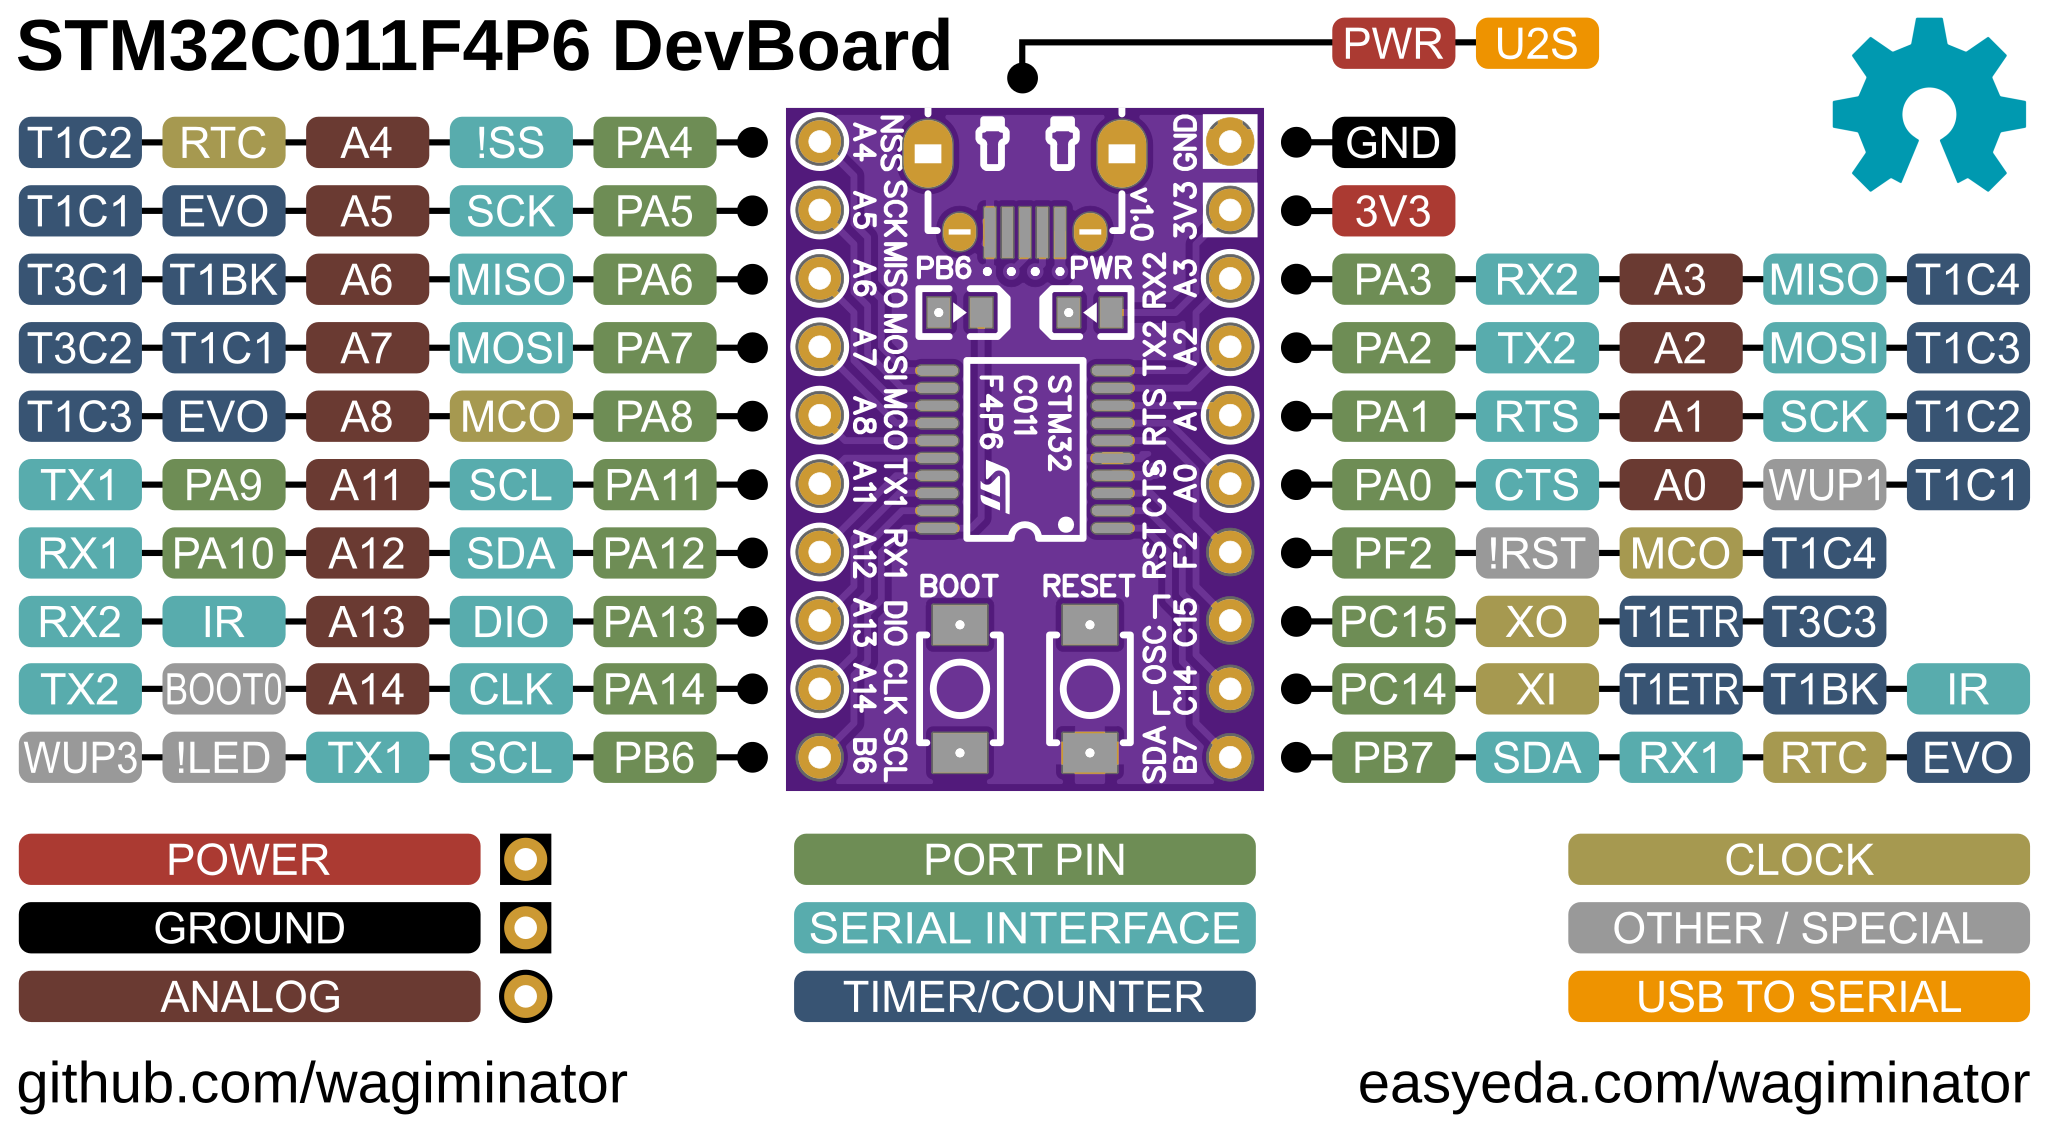 STM32C011F4P6 DevBoard
PWR U2S
T1C2 RTC A4 !SS PA4
GND
T1C1 EVO A5 SCK PA5
3V3
T3C1 T1BK A6 MISO PA6
PA3 RX2 A3 MISO T1C4
T3C2 T1C1 A7 MOSI PA7
PA2 TX2 A2 MOSI T1C3
T1C3 EVO A8 MCO PA8
PA1 RTS A1 SCK T1C2
TX1 PA9 A11 SCL PA11
PA0 CTS A0 WUP1 T1C1
RX1 PA10 A12 SDA PA12
PF2 !RST MCO T1C4
RX2 IR A13 DIO PA13
PC15 XO T1ETR T3C3
TX2 BOOT0 A14 CLK PA14
PC14 XI T1ETR T1BK IR
WUP3 !LED TX1 SCL PB6
PB7 SDA RX1 RTC EVO
A4 A5 A6 A7 A8 A11 A12 A13 A14 B6
NSS SCK MISO MOSI MCO TX1 RX1 DIO CLK SCL
v1.0
PB6 PWR
STM32
C011
F4P6
ST
BOOT RESET
RX2 TX2 RTS CTS RST OSC SDA
GND 3V3 A3 A2 A1 A0 F2 C15 C14 B7
POWER
PORT PIN
CLOCK
GROUND
SERIAL INTERFACE
OTHER / SPECIAL
ANALOG
TIMER/COUNTER
USB TO SERIAL
github.com/wagiminator
easyeda.com/wagiminator